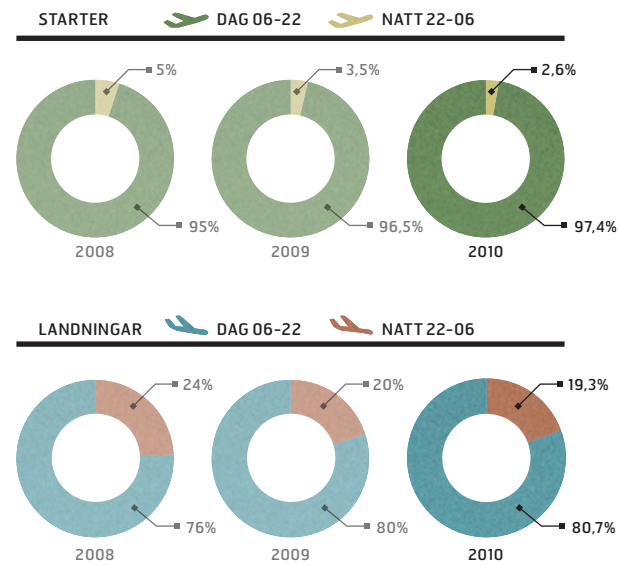 STARTER DAG 06-22 NATT 22-06
5% 3,5% 2,6%
95% 96,5% 97,4%
2008 2009 2010
LANDNINGAR DAG 06-22 NATT 22-06
24% 20% 19,3%
76% 80% 80,7%
2008 2009 2010